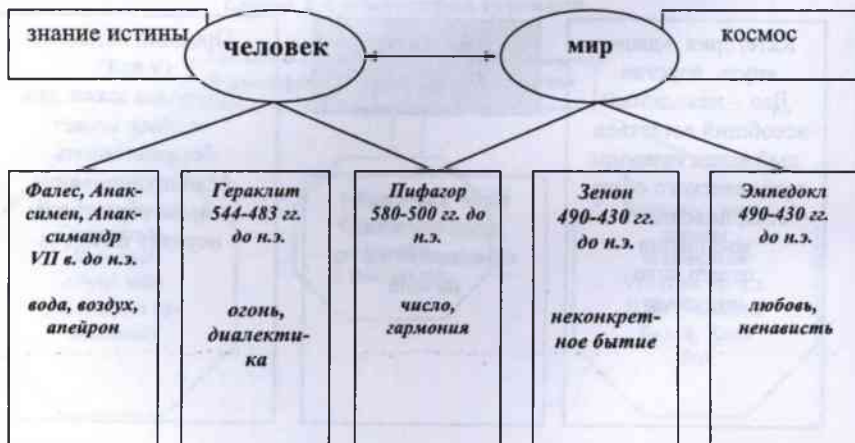 знание истины
человек
мир
космос
Фалес, Анак-
симен, Анак-
симандр
VII в. до н.э.
вода, воздух,
апейрон
Гераклит
544-483 гг.
до н.э.
огонь,
диалекти-
ка
Пифагор
580-500 гг. до
н.э.
число,
гармония
Зенон
490-430 гг.
до н.э.
неконкрет-
ное бытие
Эмпедокл
490-430 гг.
до н.э.
любовь,
ненависть